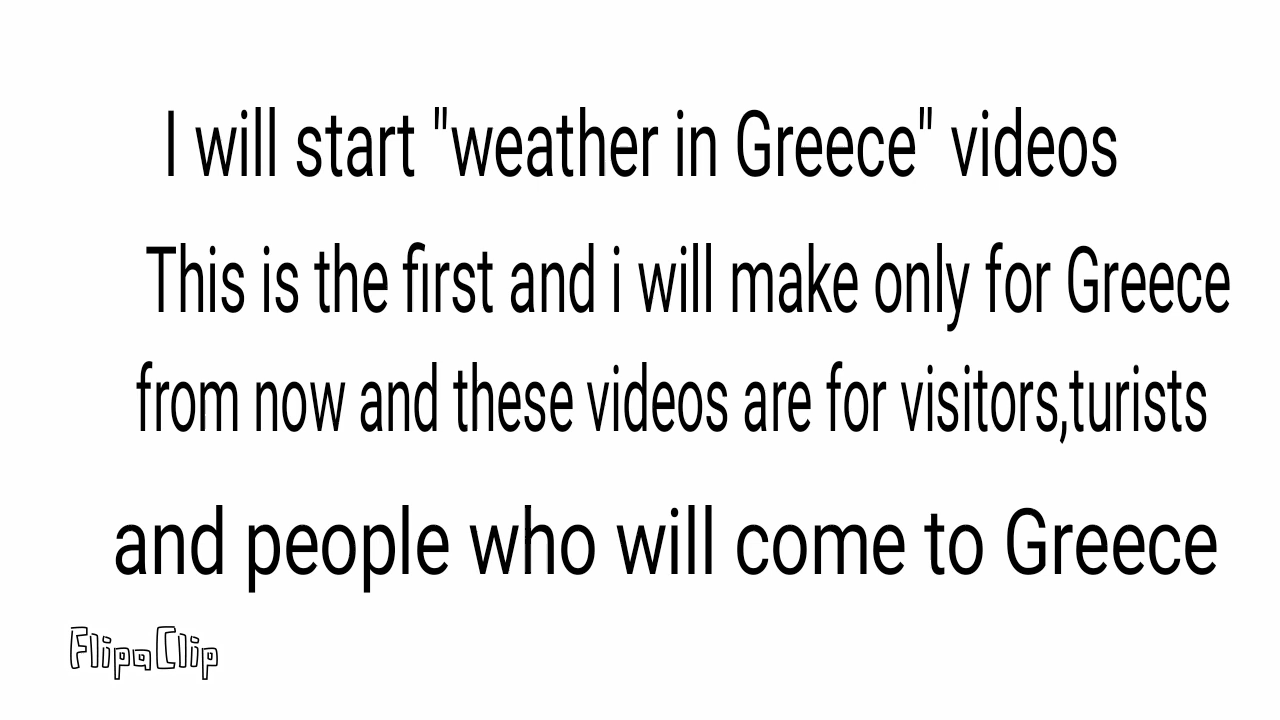 I will start "weather in Greece" videos
This is the first and i will make only for Greece
from now and these videos are for visitors,turists
and people who will come to Greece
FlipaClip